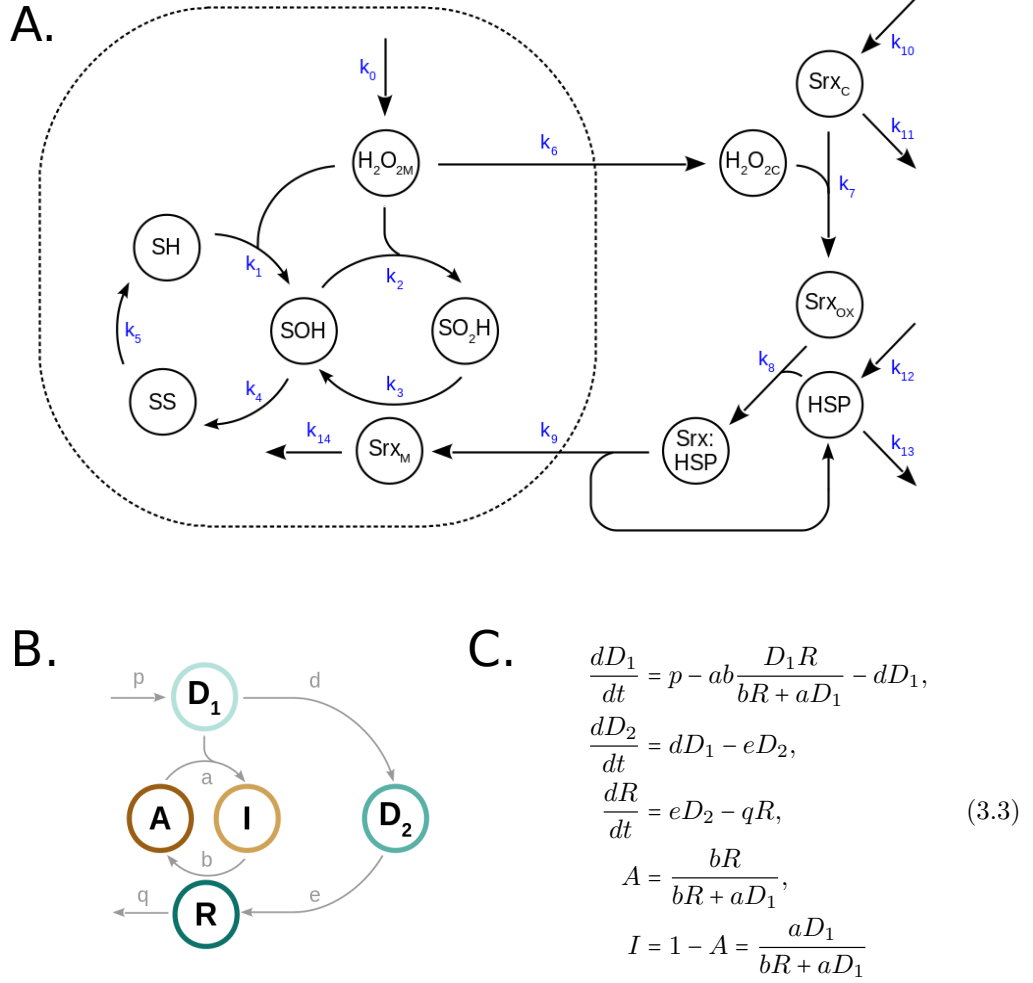 A.
k0
k10
SrxC
k11
k6
H2O2M
H2O2C
k7
SH
k1
k2
SrxOX
k5
SOH
SO2H
k8
k12
k3
k4
SS
HSP
k14
SrxM
k9
Srx:
HSP
k13
B.
p
D1
d
a
A
I
D2
b
q
R
e
C.
dD1/dt = p − ab D1R/(bR + aD1) − dD1,
dD2/dt = dD1 − eD2,
dR/dt = eD2 − qR, (3.3)
A = bR/(bR + aD1),
I = 1 − A = aD1/(bR + aD1)